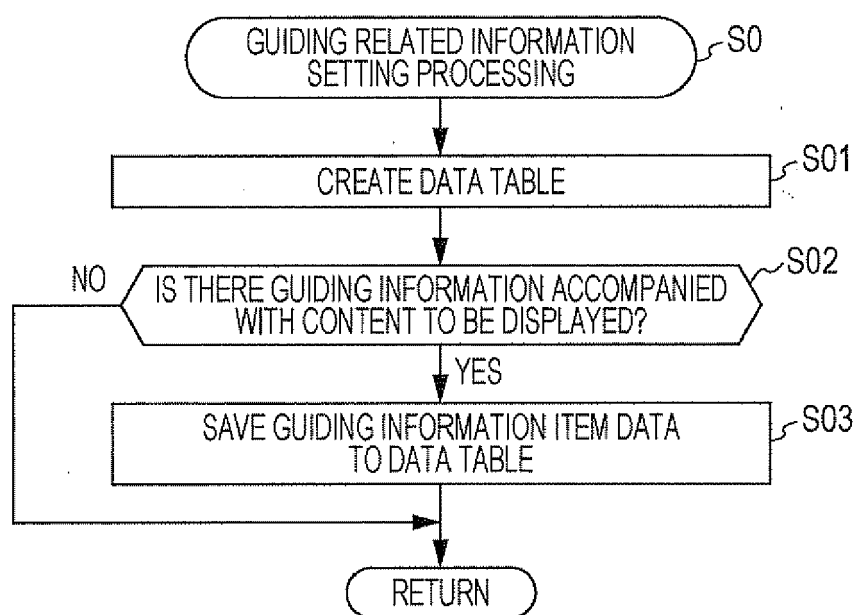 GUIDING RELATED INFORMATION
SETTING PROCESSING
S0
CREATE DATA TABLE
S01
NO
IS THERE GUIDING INFORMATION ACCOMPANIED
WITH CONTENT TO BE DISPLAYED?
S02
YES
SAVE GUIDING INFORMATION ITEM DATA
TO DATA TABLE
S03
RETURN